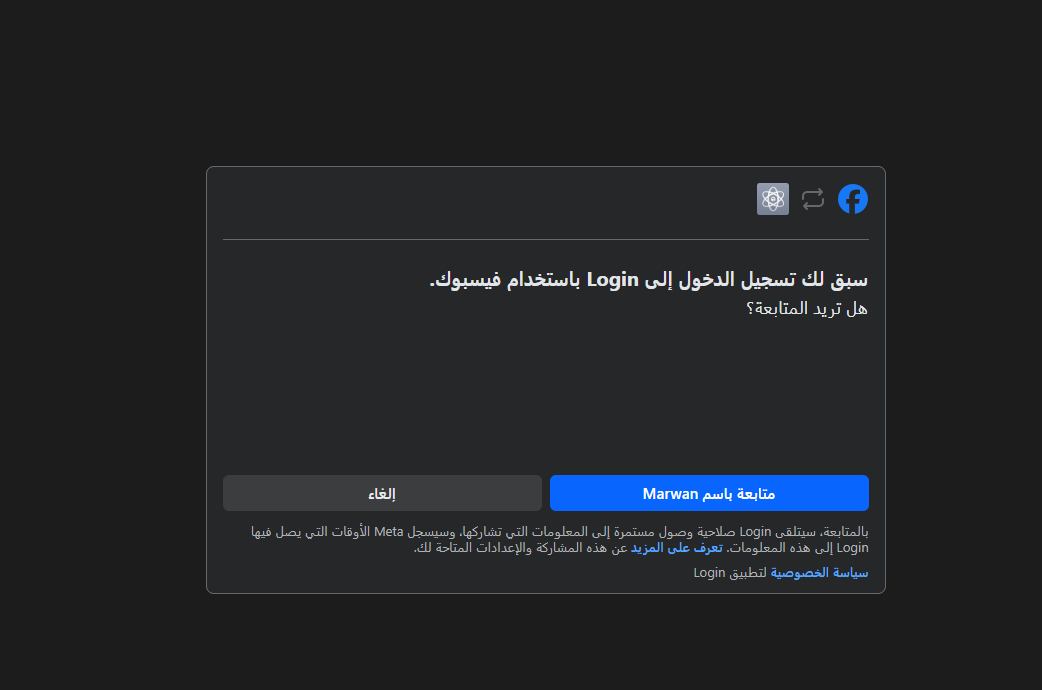 سبق لك تسجيل الدخول إلى Login باستخدام فيسبوك.
هل تريد المتابعة؟
متابعة باسم Marwan
إلغاء
بالمتابعة، سيتلقى Login صلاحية وصول مستمرة إلى المعلومات التي تشاركها، وسيسجل Meta الأوقات التي يصل فيها
Login إلى هذه المعلومات. تعرف على المزيد عن هذه المشاركة والإعدادات المتاحة لك.
سياسة الخصوصية لتطبيق Login